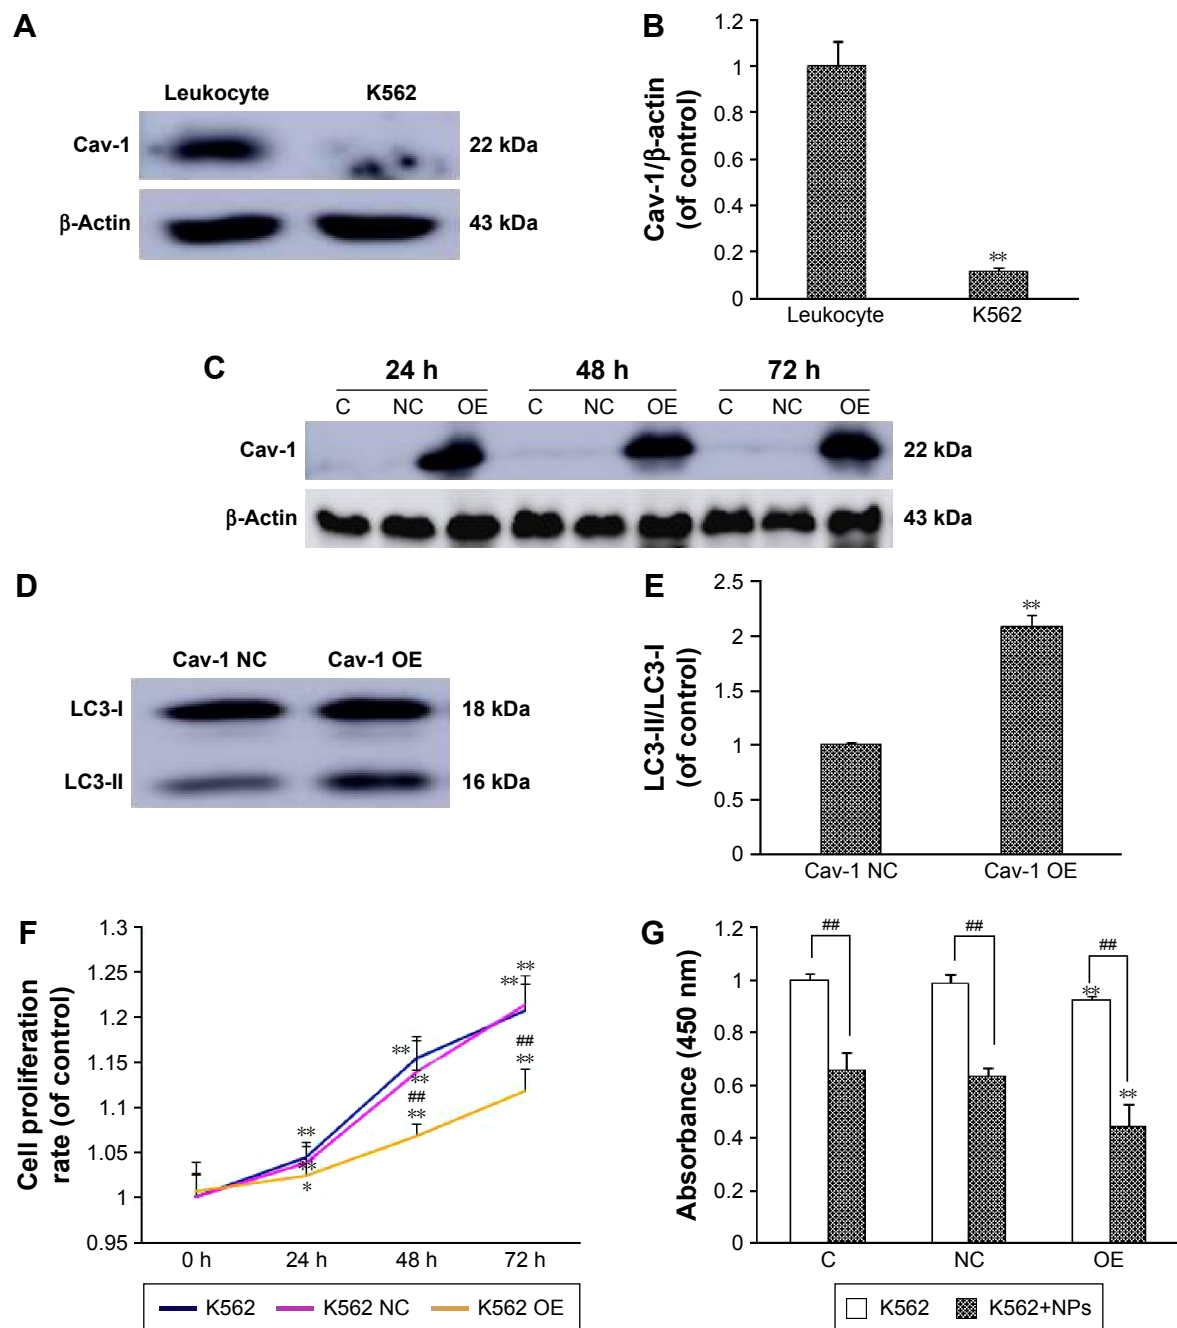 A
Leukocyte K562
Cav-1 22 kDa
β-Actin 43 kDa
B
Cav-1/β-actin
(of control)
1.2
1
0.8
0.6
0.4
0.2
0
**
Leukocyte K562
C
24 h 48 h 72 h
C NC OE C NC OE C NC OE
Cav-1 22 kDa
β-Actin 43 kDa
D
Cav-1 NC Cav-1 OE
LC3-I 18 kDa
LC3-II 16 kDa
E
LC3-II/LC3-I
(of control)
2.5
2
1.5
1
0.5
0
**
Cav-1 NC Cav-1 OE
F
Cell proliferation
rate (of control)
1.3
1.25
1.2
1.15
1.1
1.05
1
0.95
**
**
*
**
**
##
**
**
**
##
**
0 h 24 h 48 h 72 h
K562 K562 NC K562 OE
G
Absorbance (450 nm)
1.2
1
0.8
0.6
0.4
0.2
0
## ## ##
**
**
C NC OE
K562 K562+NPs